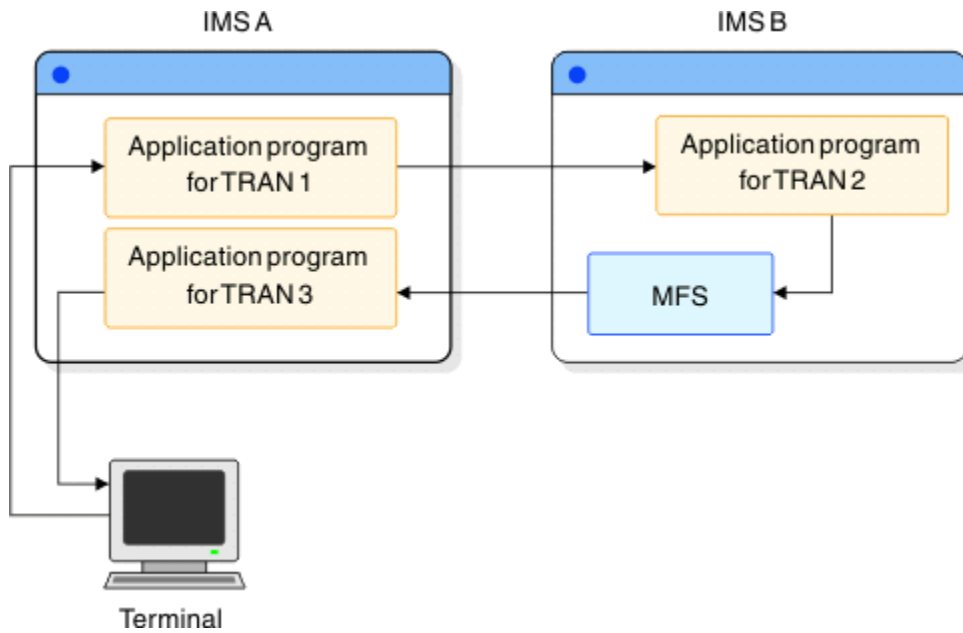 IMS A
IMS B
Application program
for TRAN 1
Application program
for TRAN 2
Application program
for TRAN 3
MFS
Terminal